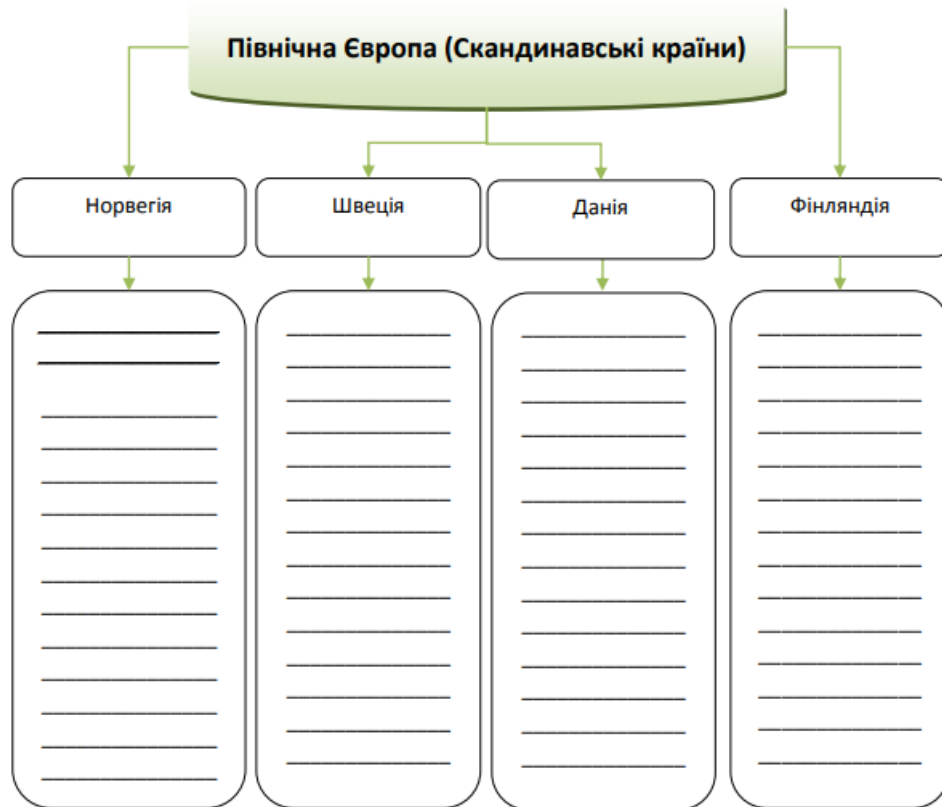 Північна Європа (Скандинавські країни)
Норвегія
Швеція
Данія
Фінляндія